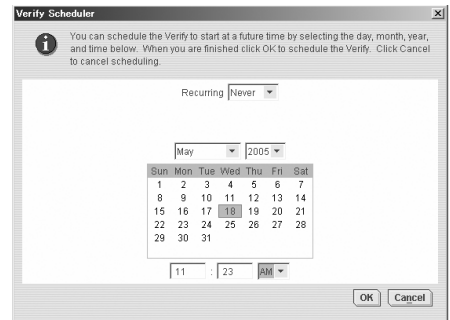 Verify Scheduler
You can schedule the Verify to start at a future time by selecting the day, month, year,
and time below. When you are finished click OK to schedule the Verify. Click Cancel
to cancel scheduling.
Recurring Never
May 2005
Sun Mon Tue Wed Thu Fri Sat
1 2 3 4 5 6 7
8 9 10 11 12 13 14
15 16 17 18 19 20 21
22 23 24 25 26 27 28
29 30 31
11 : 23 AM
OK Cancel